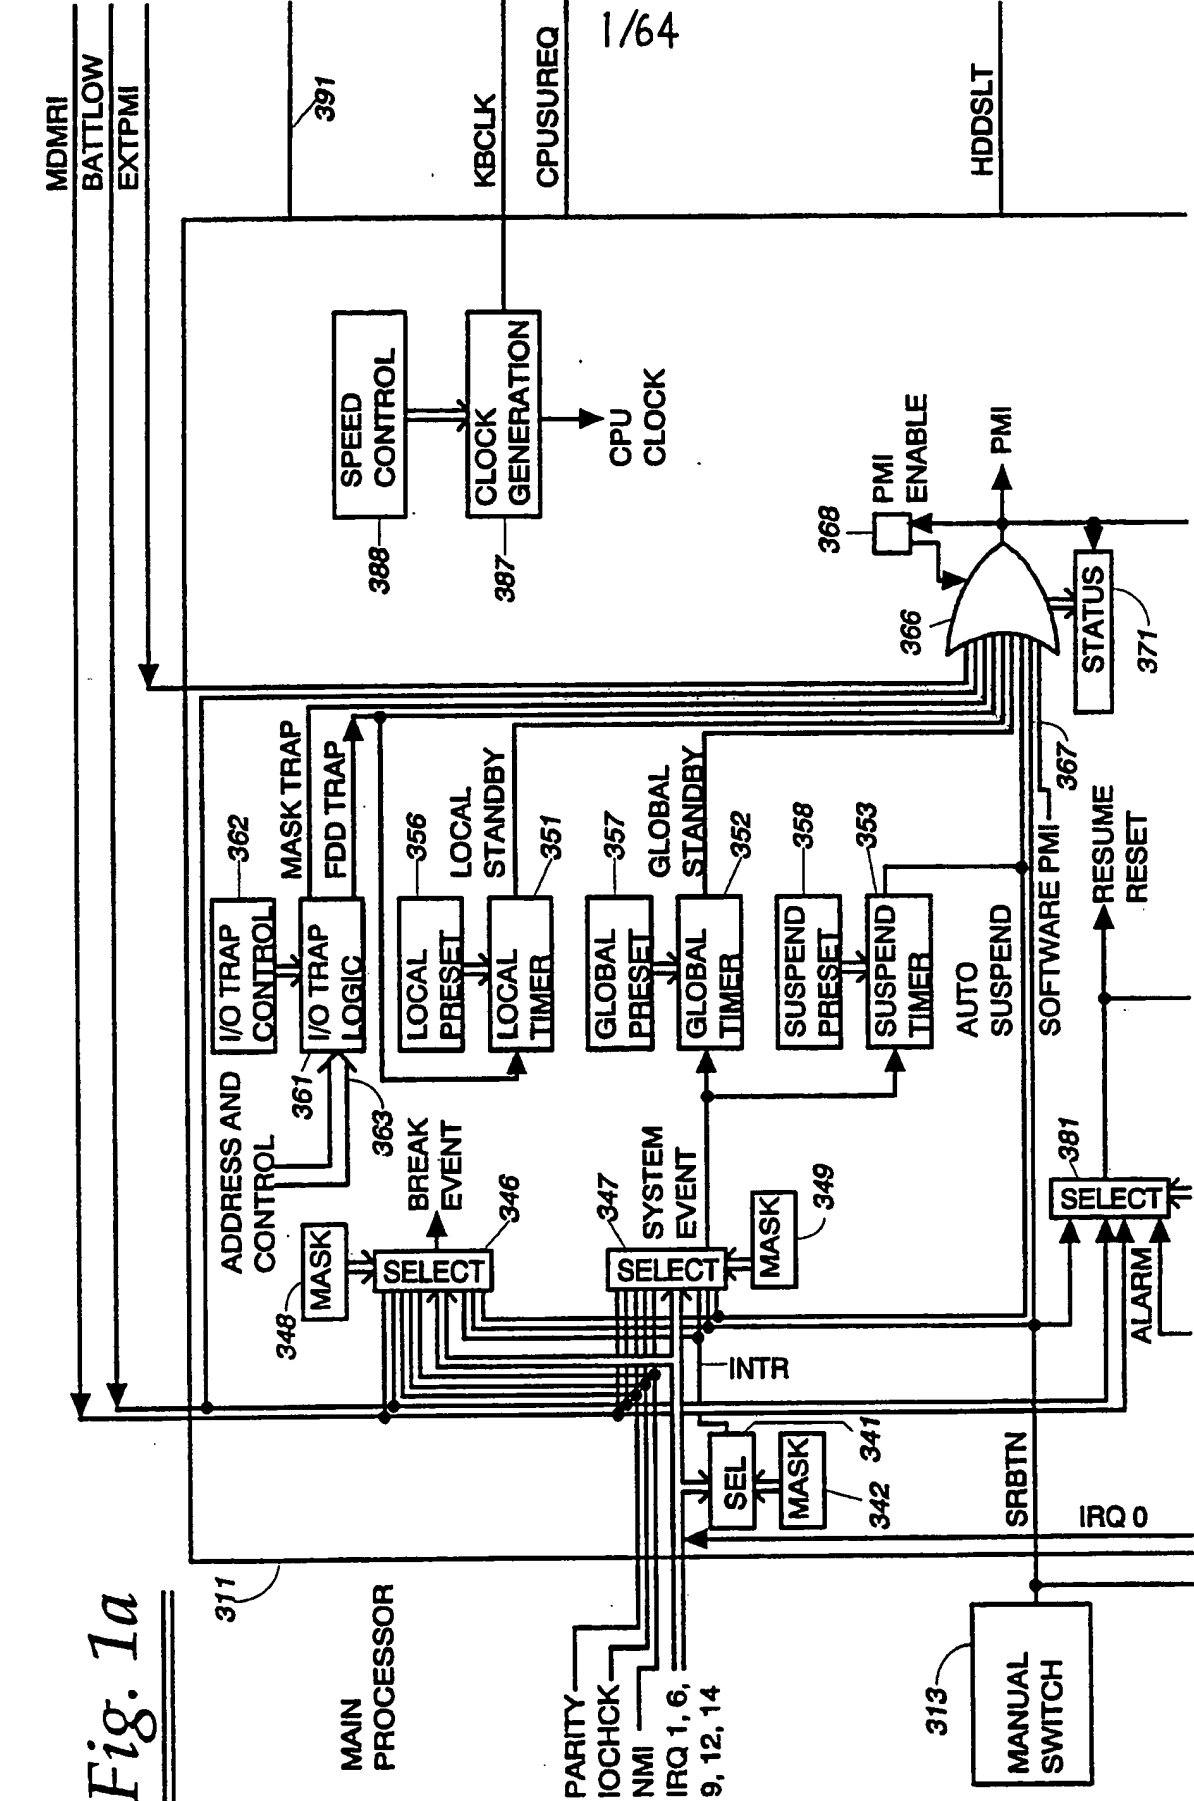 1/64
Fig. 1a
MDMRI
BATTLOW
EXTPMI
391
KBCLK
CPUSUREQ
HDDSLT
311
MAIN
PROCESSOR
SPEED
CONTROL
388
CLOCK
GENERATION
387
CPU
CLOCK
I/O TRAP
CONTROL
362
MASK TRAP
FDD TRAP
I/O TRAP
LOGIC
361
ADDRESS AND
CONTROL
363
LOCAL
PRESET
356
LOCAL
STANDBY
LOCAL
TIMER
351
GLOBAL
PRESET
357
GLOBAL
STANDBY
GLOBAL
TIMER
352
SUSPEND
PRESET
358
SUSPEND
TIMER
353
AUTO
SUSPEND
SOFTWARE PMI
367
366
368
PMI
ENABLE
PMI
STATUS
371
MASK
348
SELECT
346
BREAK
EVENT
SELECT
347
SYSTEM
EVENT
MASK
349
INTR
SEL
341
MASK
342
PARITY
IOCHCK
NMI
IRQ 1, 6,
9, 12, 14
SRBTN
IRQ 0
MANUAL
SWITCH
313
SELECT
381
ALARM
RESUME
RESET